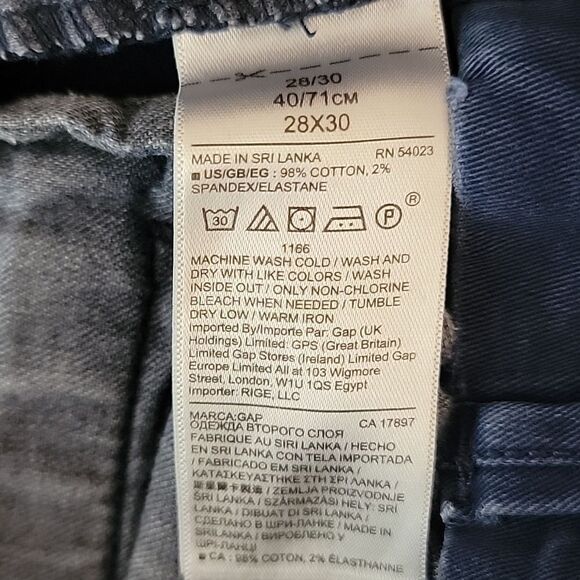 28/30
40/71CM
28X30
MADE IN SRI LANKA RN 54023
US/GB/EG : 98% COTTON, 2%
SPANDEX/ELASTANE
30 P ®
1166
MACHINE WASH COLD / WASH AND
DRY WITH LIKE COLORS / WASH
INSIDE OUT / ONLY NON-CHLORINE
BLEACH WHEN NEEDED / TUMBLE
DRY LOW / WARM IRON
Imported By/Importe Par: Gap (UK
Holdings) Limited: GPS (Great Britain)
Limited Gap Stores (Ireland) Limited Gap
Europe Limited All at 103 Wigmore
Street, London, W1U 1QS Egypt
Importer: RIGE, LLC
MARCA:GAP CA 17897
ОДЕЖДА ВТОРОГО СЛОЯ
FABRIQUE AU SIRI LANKA / HECHO
EN SRI LANKA CON TELA IMPORTADA
/ FABRICADO EM SRI LANKA /
ΚΑΤΑΣΚΕΥΑΣΤΗΚΕ ΣΤΗ ΣΡΙ ΛΑΝΚΑ /
/ ZEMLJA PROIZVODNJE
SRI LANKA / SZÁRMAZÁSI HELY: SRI
LANKA / DIBUAT DI SRI LANKA /
СДЕЛАНО В ШРИ-ЛАНКЕ / MADE IN
SRILANKA / ВИРОБЛЕНО У
ШРІ-ЛАНЦІ
CA : 98% COTTON, 2% ÉLASTHANNE